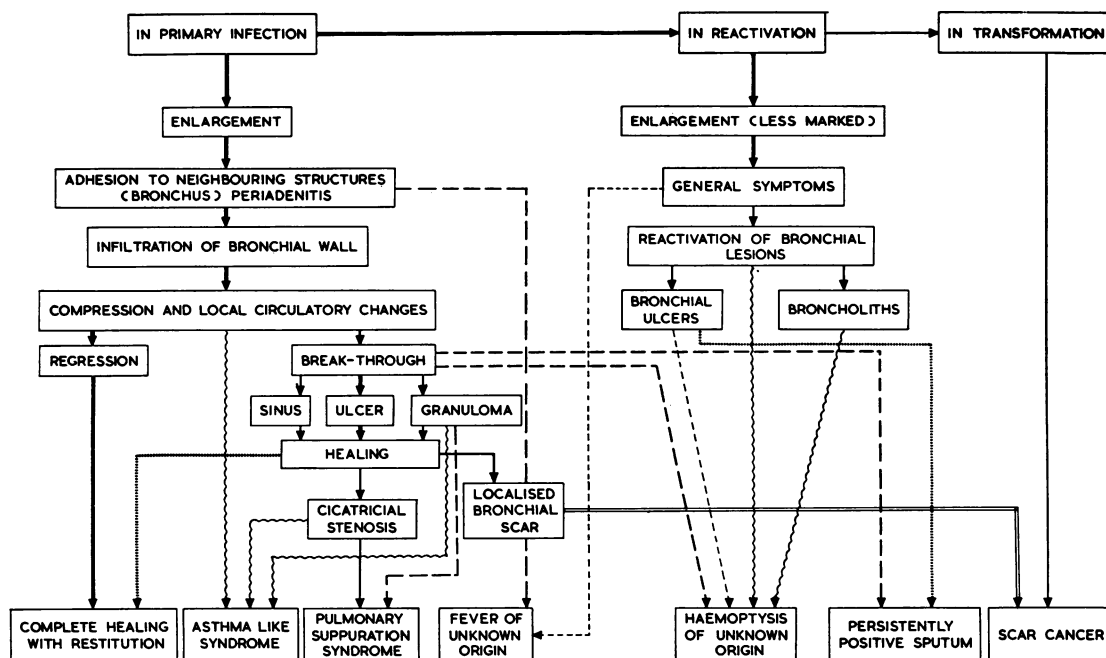 IN PRIMARY INFECTION
IN REACTIVATION
IN TRANSFORMATION
ENLARGEMENT
ENLARGEMENT (LESS MARKED)
ADHESION TO NEIGHBOURING STRUCTURES
(BRONCHUS) PERIADENITIS
GENERAL SYMPTOMS
INFILTRATION OF BRONCHIAL WALL
REACTIVATION OF BRONCHIAL
LESIONS
COMPRESSION AND LOCAL CIRCULATORY CHANGES
BRONCHIAL
ULCERS
BRONCHOLITHS
REGRESSION
BREAK-THROUGH
SINUS
ULCER
GRANULOMA
HEALING
CICATRICIAL
STENOSIS
LOCALISED
BRONCHIAL
SCAR
COMPLETE HEALING
WITH RESTITUTION
ASTHMA LIKE
SYNDROME
PULMONARY
SUPPURATION
SYNDROME
FEVER OF
UNKNOWN
ORIGIN
HAEMOPTYSIS
OF UNKNOWN
ORIGIN
PERSISTENTLY
POSITIVE SPUTUM
SCAR CANCER